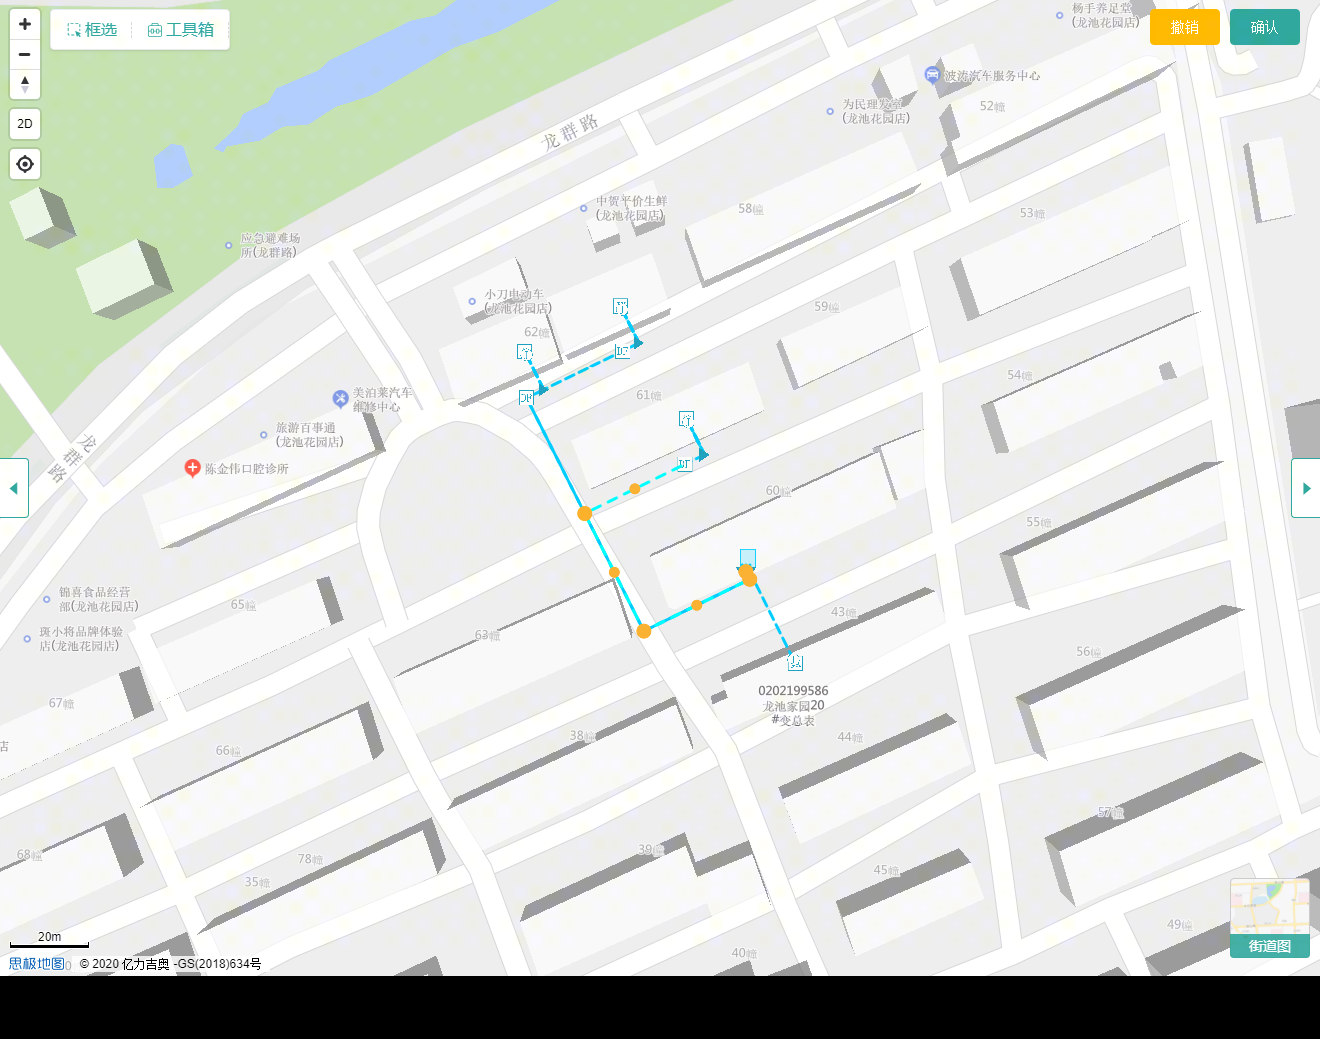 框选
工具箱
撤销
确认
2D
杨手养足堂
(龙池花园店)
波涛汽车服务中心
为民理发室
(龙池花园店)
52幢
龙群路
中贺平价生鲜
(龙池花园店)
58幢
53幢
应急避难场
所(龙群路)
小刀电动车
(龙池花园店)
62幢
59幢
54幢
61幢
美泊莱汽车
维修中心
旅游百事通
(龙池花园店)
陈金伟口腔诊所
龙群路
60幢
55幢
锦喜食品经营
部(龙池花园店)
65幢
斑小将品牌体验
店(龙池花园店)
63幢
43幢
56幢
67幢
0202199586
龙池家园20
#变总表
店
66幢
38幢
44幢
57幢
68幢
78幢
35幢
39幢
45幢
49幢
40幢
20m
思极地图
© 2020 亿力吉奥 -GS(2018)634号
街道图